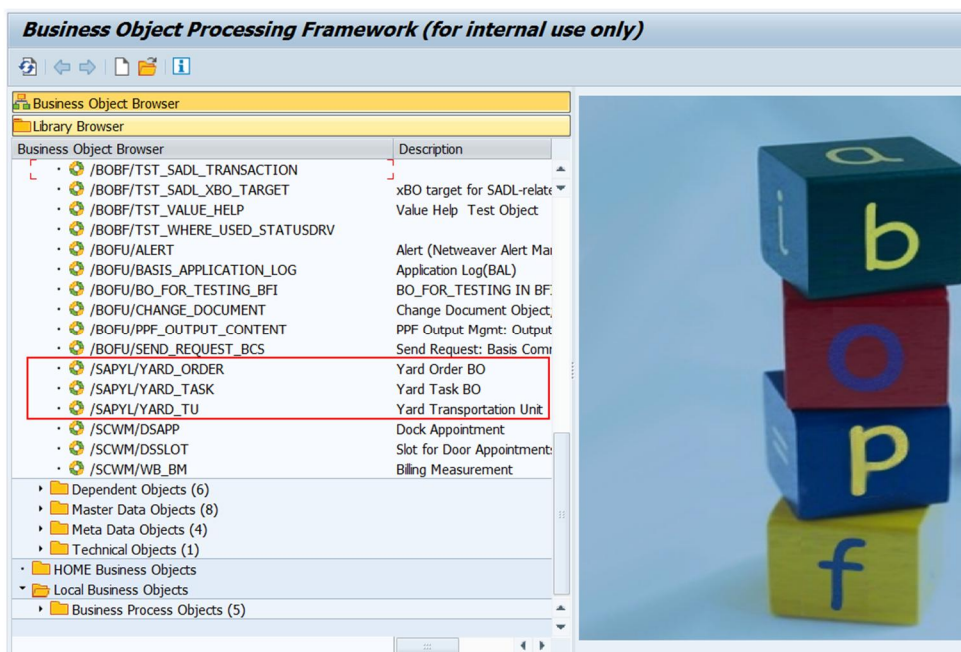 Business Object Processing Framework (for internal use only)
Business Object Browser
Library Browser
Business Object Browser Description
/BOBF/TST_SADL_TRANSACTION
/BOBF/TST_SADL_XBO_TARGET xBO target for SADL-relate
/BOBF/TST_VALUE_HELP Value Help Test Object
/BOBF/TST_WHERE_USED_STATUSDRV
/BOFU/ALERT Alert (Netweaver Alert Mai
/BOFU/BASIS_APPLICATION_LOG Application Log(BAL)
/BOFU/BO_FOR_TESTING_BFI BO_FOR_TESTING IN BFI
/BOFU/CHANGE_DOCUMENT Change Document Object,
/BOFU/PPF_OUTPUT_CONTENT PPF Output Mgmt: Output
/BOFU/SEND_REQUEST_BCS Send Request: Basis Comm
/SAPYL/YARD_ORDER Yard Order BO
/SAPYL/YARD_TASK Yard Task BO
/SAPYL/YARD_TU Yard Transportation Unit
/SCWM/DSAPP Dock Appointment
/SCWM/DSSLOT Slot for Door Appointments
/SCWM/WB_BM Billing Measurement
Dependent Objects (6)
Master Data Objects (8)
Meta Data Objects (4)
Technical Objects (1)
HOME Business Objects
Local Business Objects
Business Process Objects (5)
a
i
b
o
p
f